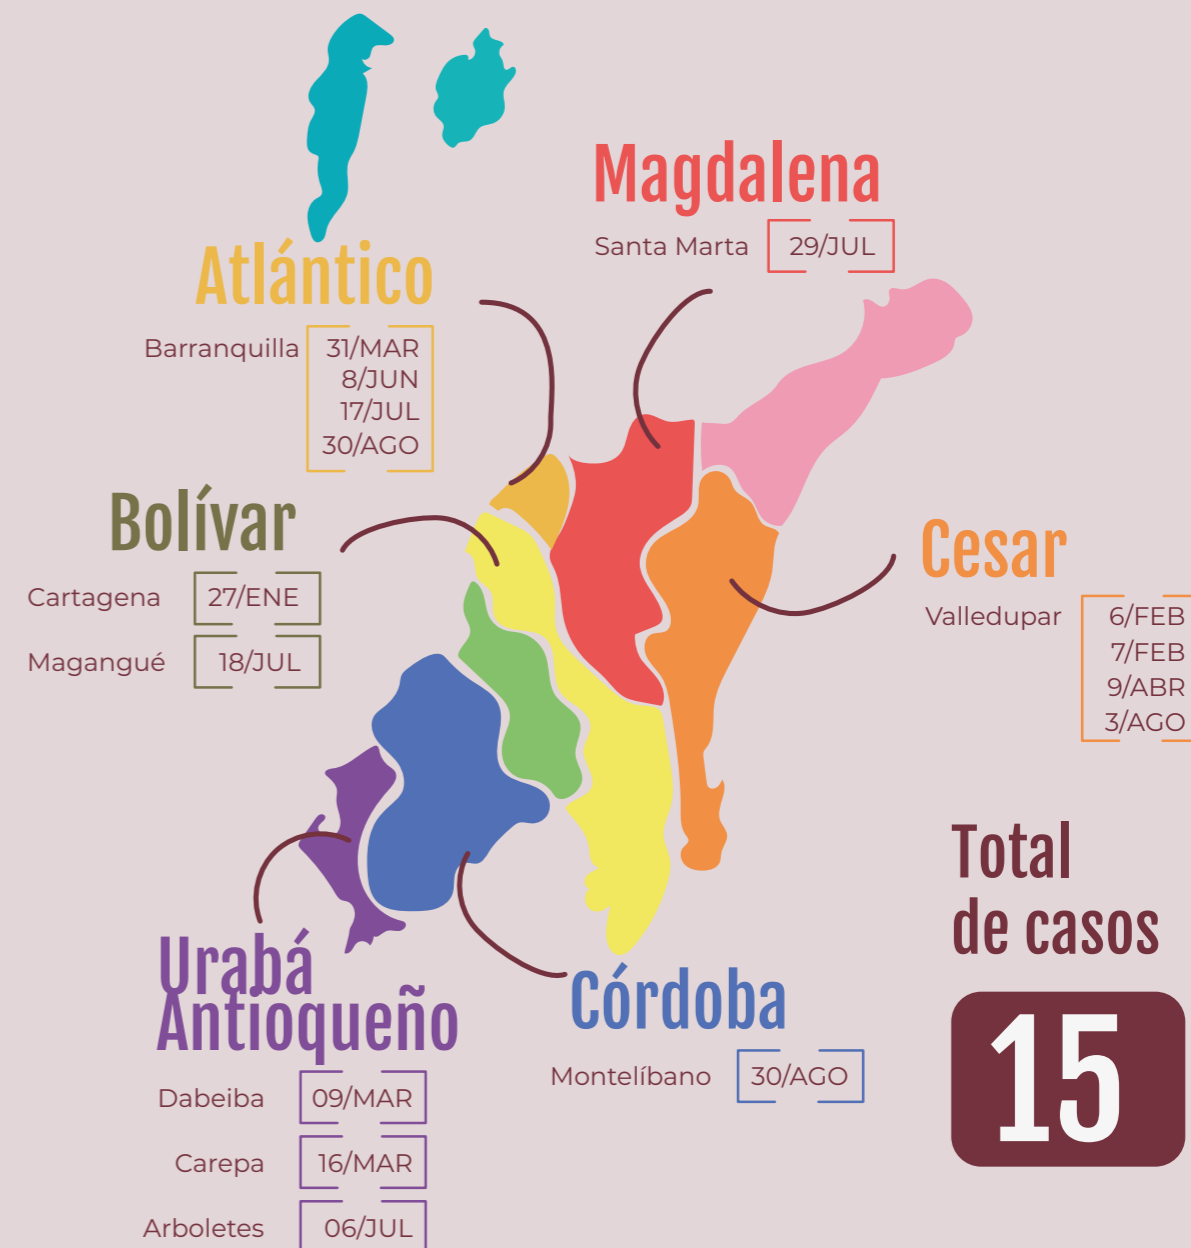 Magdalena
Santa Marta 29/JUL
Atlántico
Barranquilla 31/MAR
8/JUN
17/JUL
30/AGO
Bolívar
Cartagena 27/ENE
Magangué 18/JUL
Cesar
Valledupar 6/FEB
7/FEB
9/ABR
3/AGO
Total
de casos
15
Urabá
Antioqueño
Dabeiba 09/MAR
Carepa 16/MAR
Arboletes 06/JUL
Córdoba
Montelíbano 30/AGO